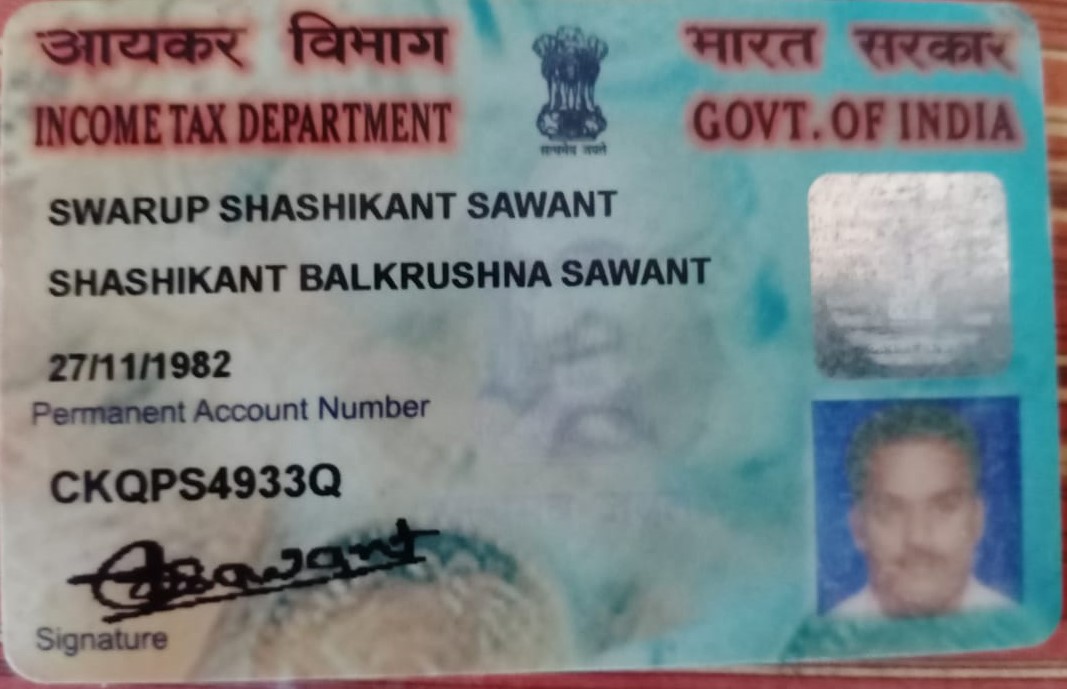 आयकर विभाग
भारत सरकार
INCOME TAX DEPARTMENT
GOVT. OF INDIA
सत्यमेव जयते
SWARUP SHASHIKANT SAWANT
SHASHIKANT BALKRUSHNA SAWANT
27/11/1982
Permanent Account Number
CKQPS4933Q
Signature